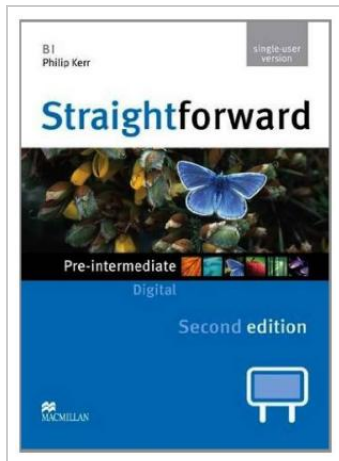 B1
Philip Kerr
single-user
version
Straightforward
Pre-intermediate
Digital
Second edition
MACMILLAN